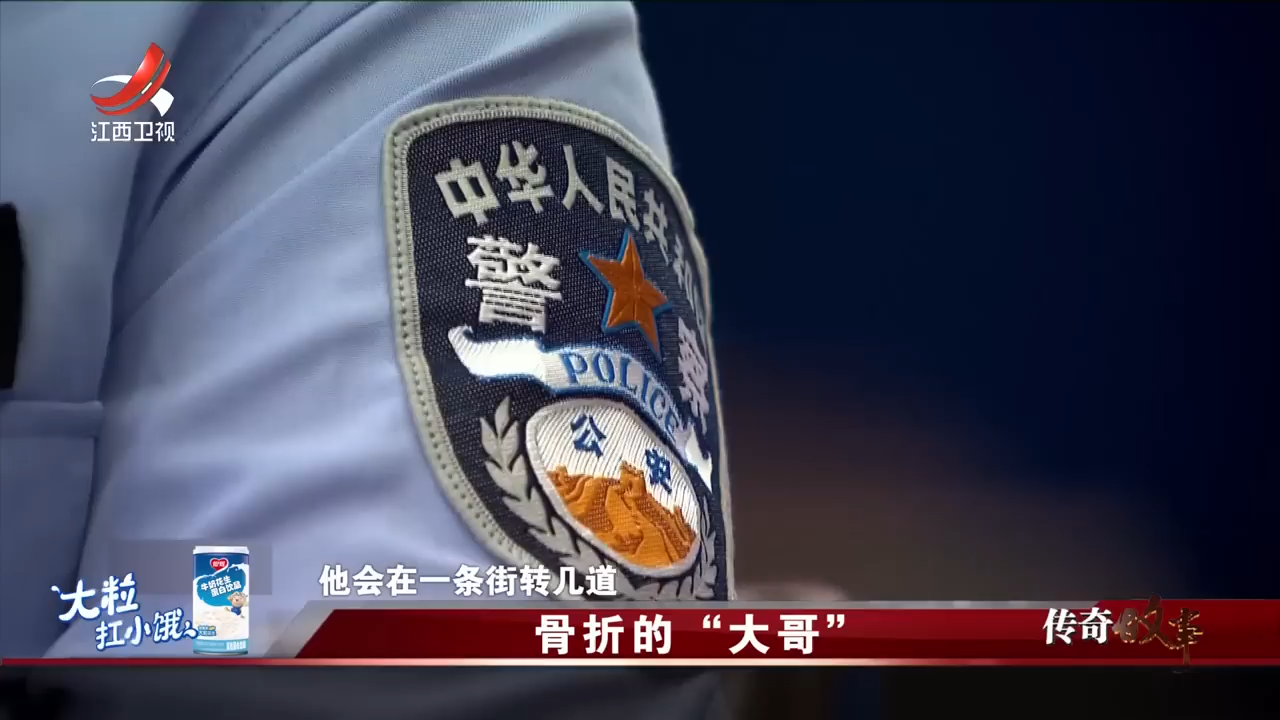 江西卫视
中华人民共和
警
察
POLICE
公安
他会在一条街转几道
骨折的“大哥”
传奇故事
大粒
扛小饿
牛奶花生
蛋白饮品